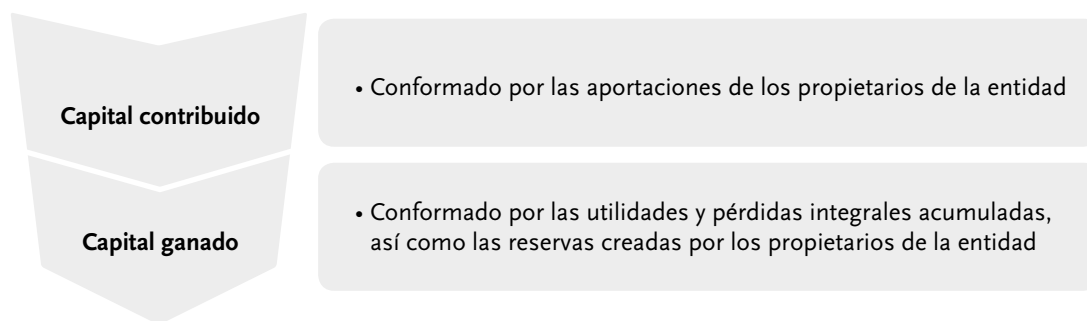 Capital contribuido
• Conformado por las aportaciones de los propietarios de la entidad
Capital ganado
• Conformado por las utilidades y pérdidas integrales acumuladas,
así como las reservas creadas por los propietarios de la entidad